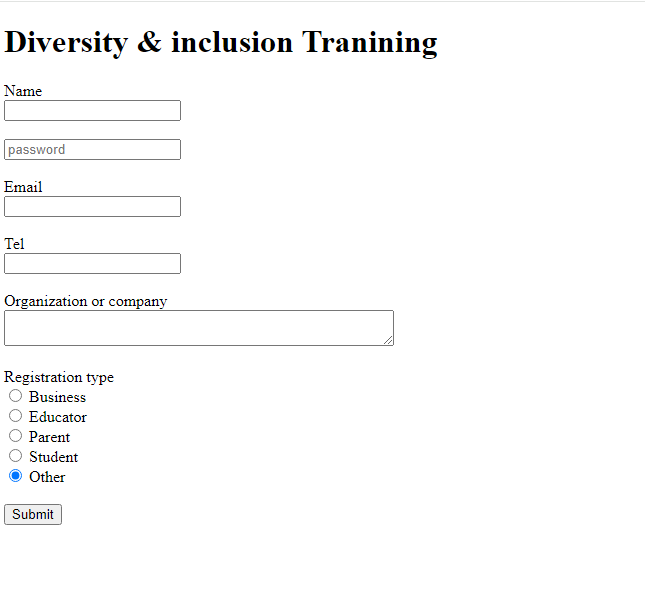 Diversity & inclusion Tranining
Name
password
Email
Tel
Organization or company
Registration type
Business
Educator
Parent
Student
Other
Submit